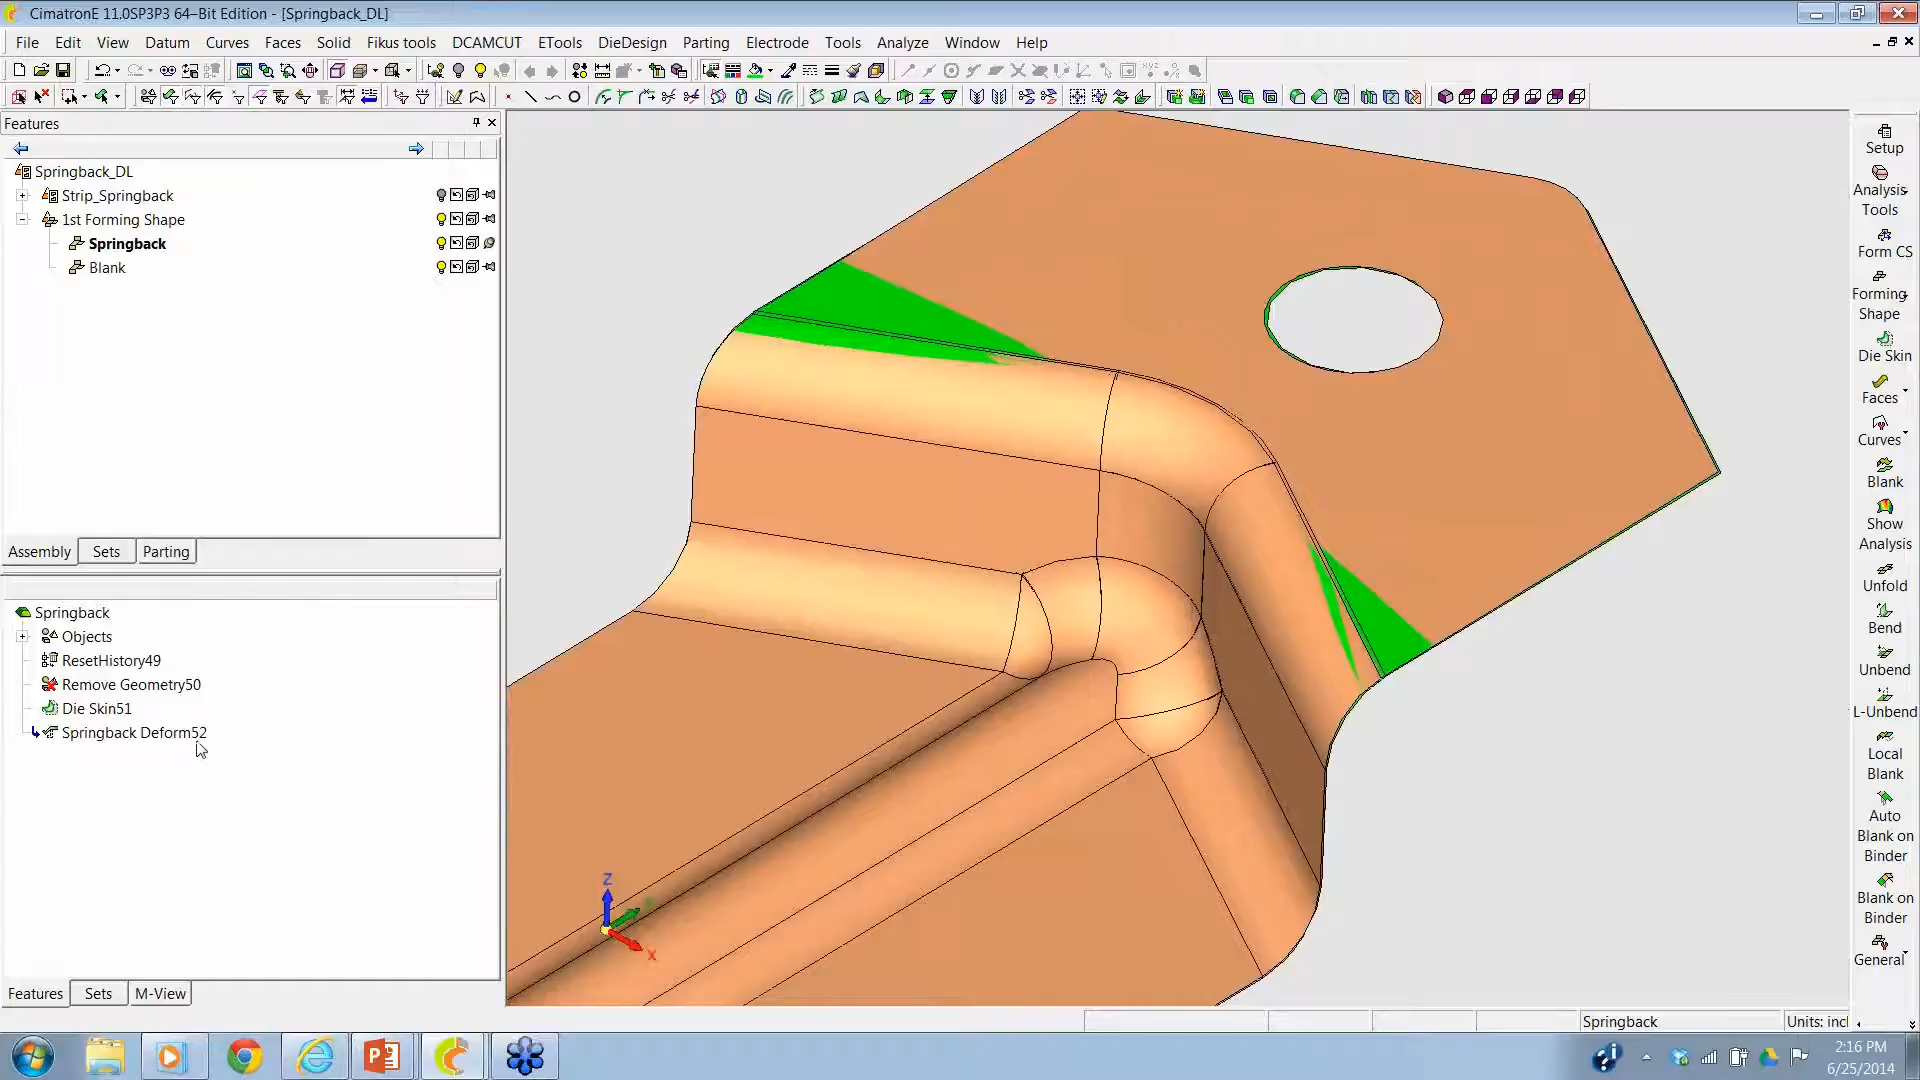 CimatronE 11.0SP3P3 64–Bit Edition - [Springback_DL]
File Edit View Datum Curves Faces Solid Fikus tools DCAMCUT ETools DieDesign Parting Electrode Tools Analyze Window Help
Features
Springback_DL
Strip_Springback
1st Forming Shape
Springback
Blank
Assembly Sets Parting
Springback
Objects
ResetHistory49
Remove Geometry50
Die Skin51
Springback Deform52
Features Sets M-View
Z
X
Setup
Analysis
Tools
Form CS
Forming
Shape
Die Skin
Faces
Curves
Blank
Show
Analysis
Unfold
Bend
Unbend
L-Unbend
Local
Blank
Auto
Blank on
Binder
Blank on
Binder
General
Springback
Units: incl
2:16 PM
6/25/2014